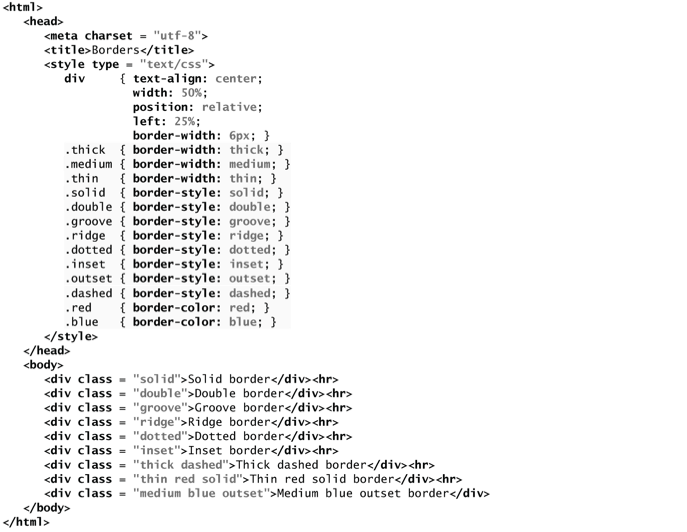 <html>
<head>
<meta charset = "utf-8">
<title>Borders</title>
<style type = "text/css">
div { text-align: center;
width: 50%;
position: relative;
left: 25%;
border-width: 6px; }
.thick { border-width: thick; }
.medium { border-width: medium; }
.thin { border-width: thin; }
.solid { border-style: solid; }
.double { border-style: double; }
.groove { border-style: groove; }
.ridge { border-style: ridge; }
.dotted { border-style: dotted; }
.inset { border-style: inset; }
.outset { border-style: outset; }
.dashed { border-style: dashed; }
.red { border-color: red; }
.blue { border-color: blue; }
</style>
</head>
<body>
<div class = "solid">Solid border</div><hr>
<div class = "double">Double border</div><hr>
<div class = "groove">Groove border</div><hr>
<div class = "ridge">Ridge border</div><hr>
<div class = "dotted">Dotted border</div><hr>
<div class = "inset">Inset border</div><hr>
<div class = "thick dashed">Thick dashed border</div><hr>
<div class = "thin red solid">Thin red solid border</div><hr>
<div class = "medium blue outset">Medium blue outset border</div>
</body>
</html>